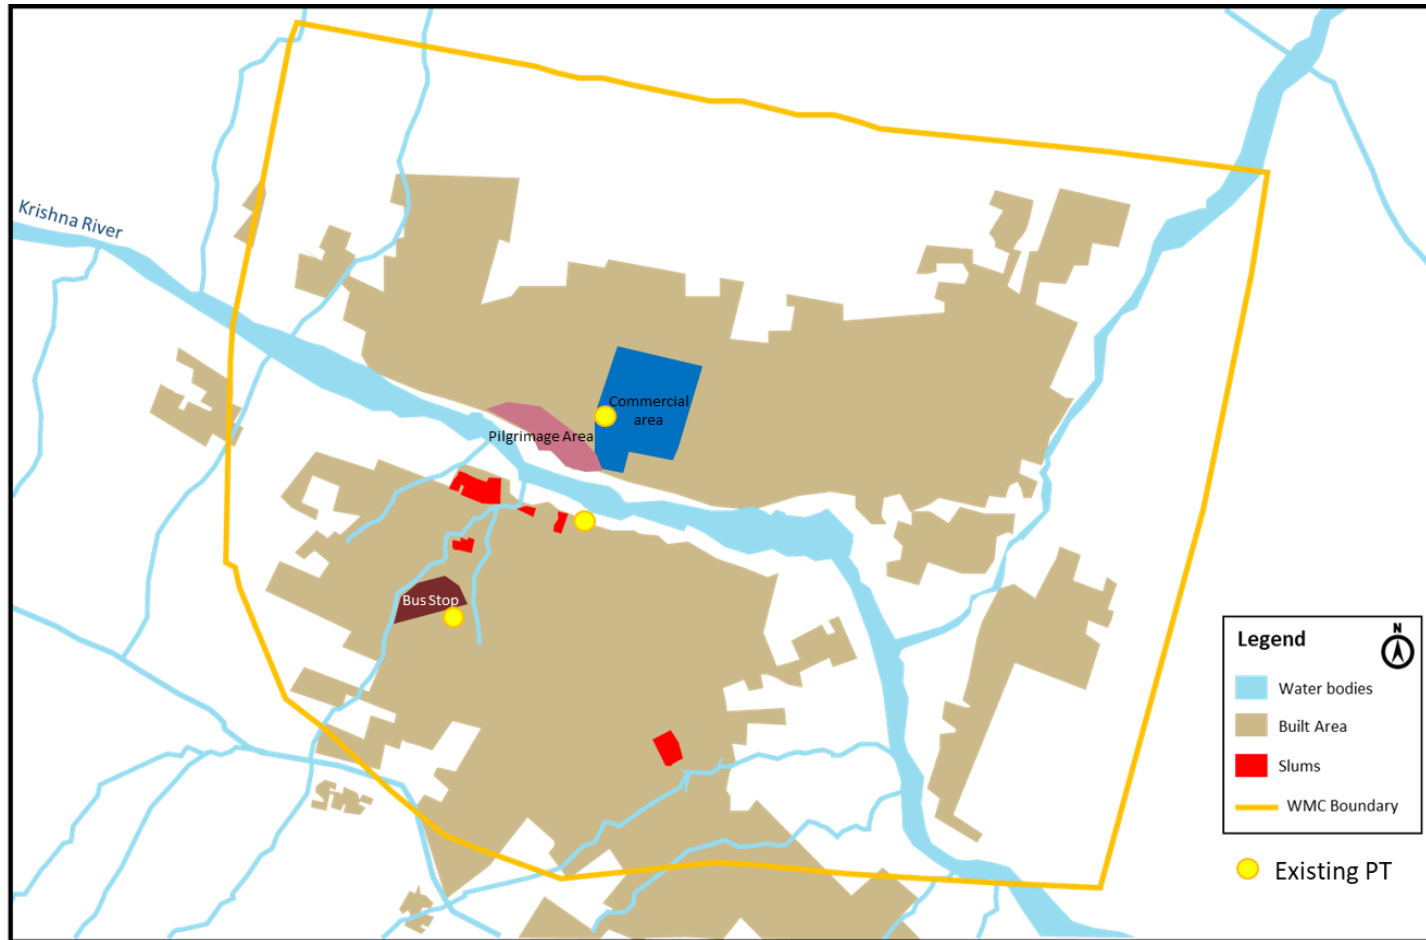 Krishna River
Commercial
area
Pilgrimage Area
Bus Stop
Legend
N
Water bodies
Built Area
Slums
WMC Boundary
Existing PT